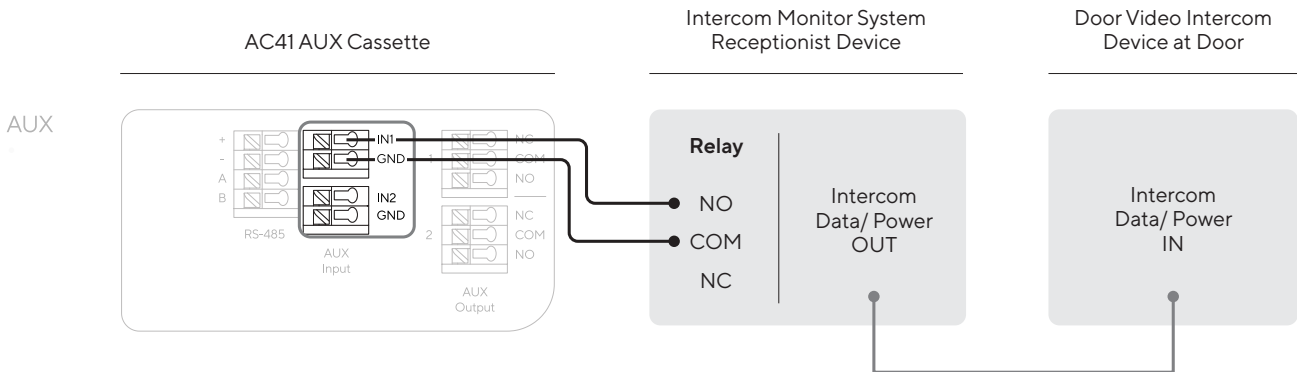 AC41 AUX Cassette
Intercom Monitor System
Receptionist Device
Door Video Intercom
Device at Door
AUX
+
-
A
B
RS-485
IN1
GND
IN2
GND
AUX
Input
1
NC
COM
NO
2
NC
COM
NO
AUX
Output
Relay
NO
COM
NC
Intercom
Data/ Power
OUT
Intercom
Data/ Power
IN